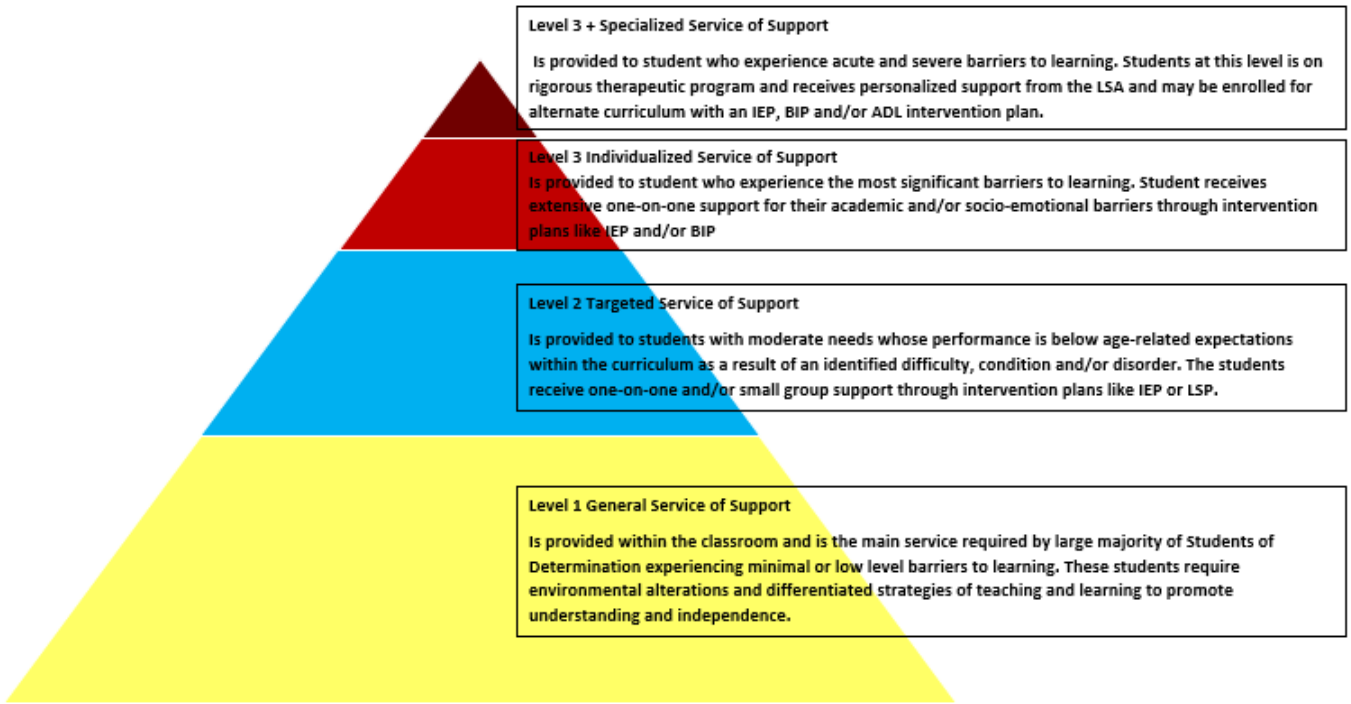 Level 3 + Specialized Service of Support
Is provided to student who experience acute and severe barriers to learning. Students at this level is on
rigorous therapeutic program and receives personalized support from the LSA and may be enrolled for
alternate curriculum with an IEP, BIP and/or ADL intervention plan.
Level 3 Individualized Service of Support
Is provided to student who experience the most significant barriers to learning. Student receives
extensive one-on-one support for their academic and/or socio-emotional barriers through intervention
plans like IEP and/or BIP
Level 2 Targeted Service of Support
Is provided to students with moderate needs whose performance is below age-related expectations
within the curriculum as a result of an identified difficulty, condition and/or disorder. The students
receive one-on-one and/or small group support through intervention plans like IEP or LSP.
Level 1 General Service of Support
Is provided within the classroom and is the main service required by large majority of Students of
Determination experiencing minimal or low level barriers to learning. These students require
environmental alterations and differentiated strategies of teaching and learning to promote
understanding and independence.